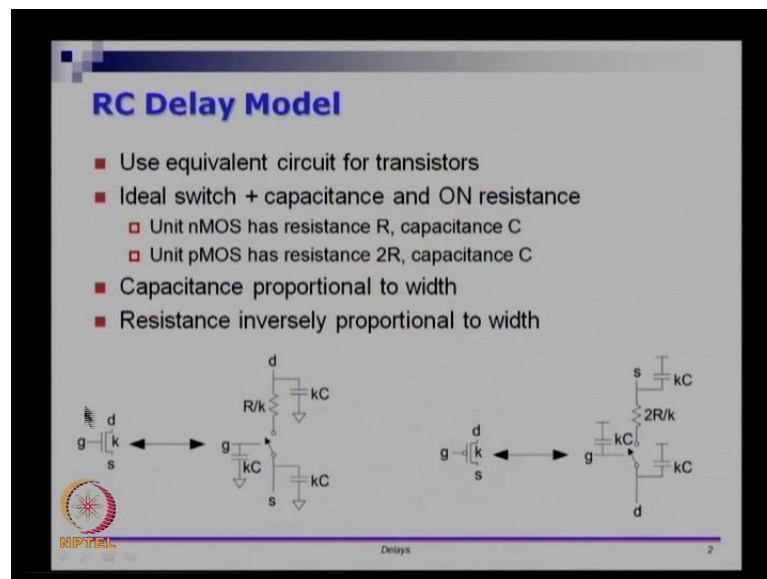 RC Delay Model
Use equivalent circuit for transistors
Ideal switch + capacitance and ON resistance
Unit nMOS has resistance R, capacitance C
Unit pMOS has resistance 2R, capacitance C
Capacitance proportional to width
Resistance inversely proportional to width
d
g
k
s
d
kC
R/k
g
kC
kC
s
d
g
k
s
s
kC
2R/k
kC
g
kC
d
NPTEL
Delays
2